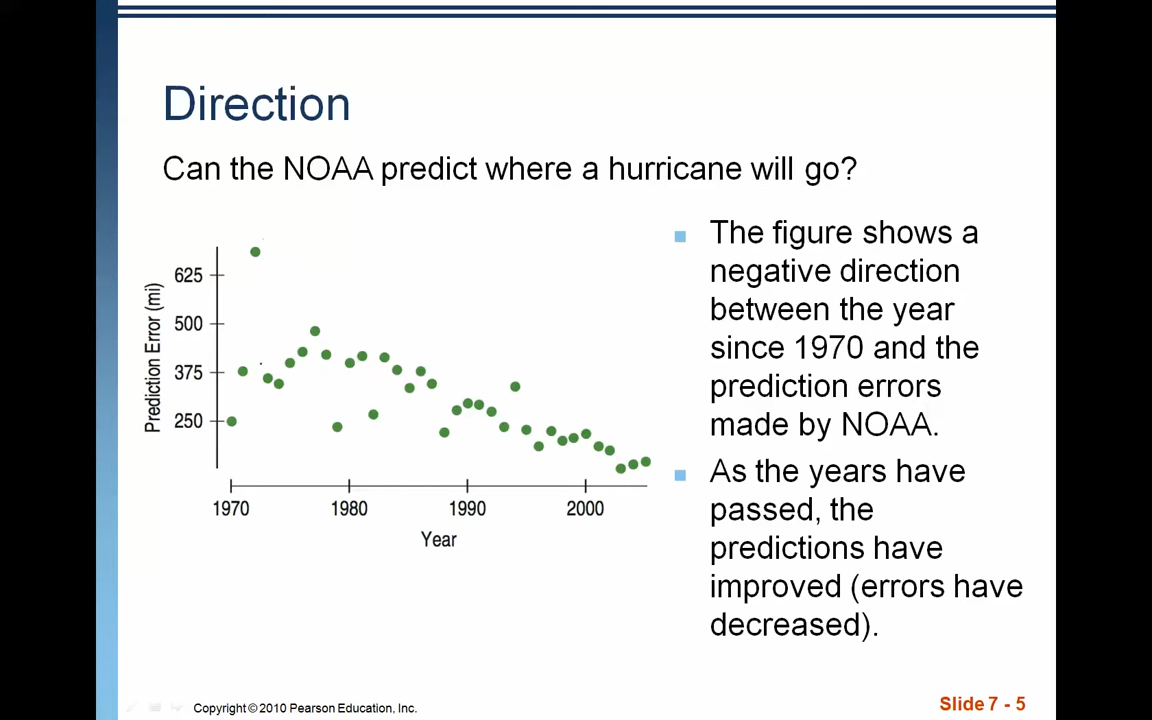 Direction
Can the NOAA predict where a hurricane will go?
Prediction Error (mi)
625
500
375
250
1970
1980
1990
2000
Year
The figure shows a
negative direction
between the year
since 1970 and the
prediction errors
made by NOAA.
As the years have
passed, the
predictions have
improved (errors have
decreased).
Copyright © 2010 Pearson Education, Inc.
Slide 7 - 5